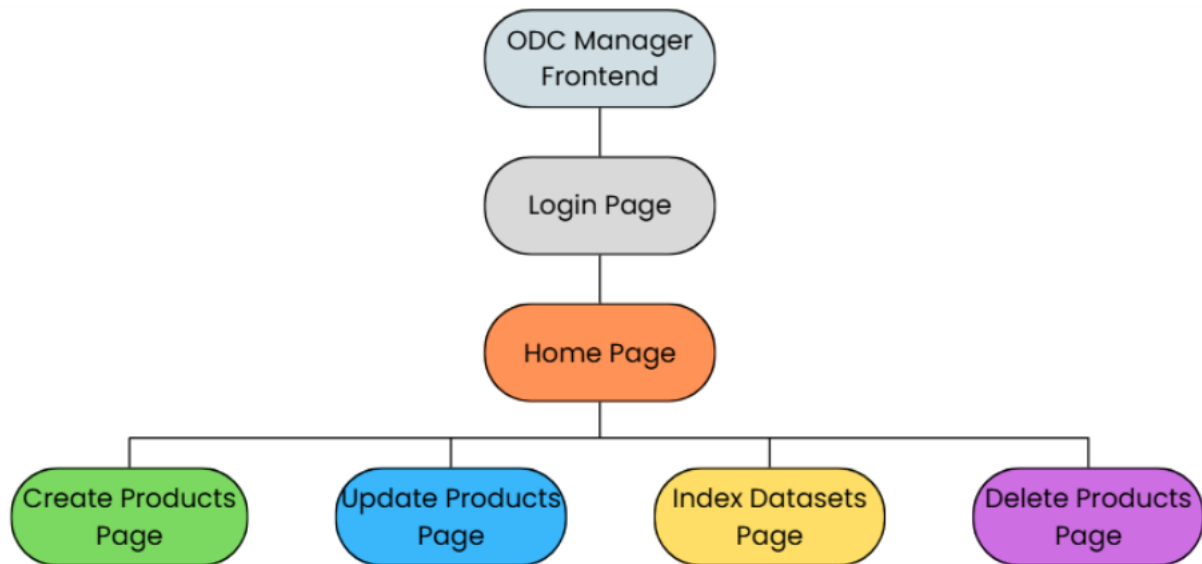 ODC Manager
Frontend
Login Page
Home Page
Create Products
Page
Update Products
Page
Index Datasets
Page
Delete Products
Page